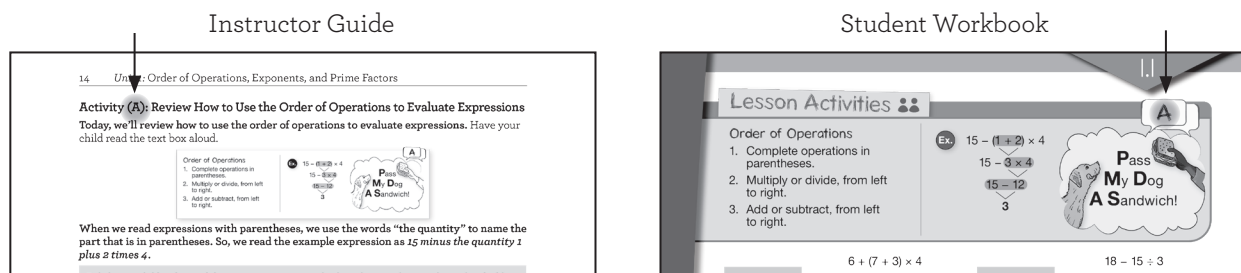 Instructor Guide
14 Unit 1: Order of Operations, Exponents, and Prime Factors
Activity (A): Review How to Use the Order of Operations to Evaluate Expressions
Today, we'll review how to use the order of operations to evaluate expressions. Have your
child read the text box aloud.
Order of Operations
1. Complete operations in
parentheses.
2. Multiply or divide, from left
to right.
3. Add or subtract, from left
to right.
Ex. 15 – (1 + 2) × 4
15 – 3 × 4
15 – 12
3
A
Pass
My Dog
A Sandwich!
When we read expressions with parentheses, we use the words "the quantity" to name the
part that is in parentheses. So, we read the example expression as 15 minus the quantity 1
plus 2 times 4.
Student Workbook
1.1
Lesson Activities
A
Order of Operations
1. Complete operations in
parentheses.
2. Multiply or divide, from left
to right.
3. Add or subtract, from left
to right.
Ex. 15 – (1 + 2) × 4
15 – 3 × 4
15 – 12
3
Pass
My Dog
A Sandwich!
6 + (7 + 3) × 4
18 – 15 ÷ 3